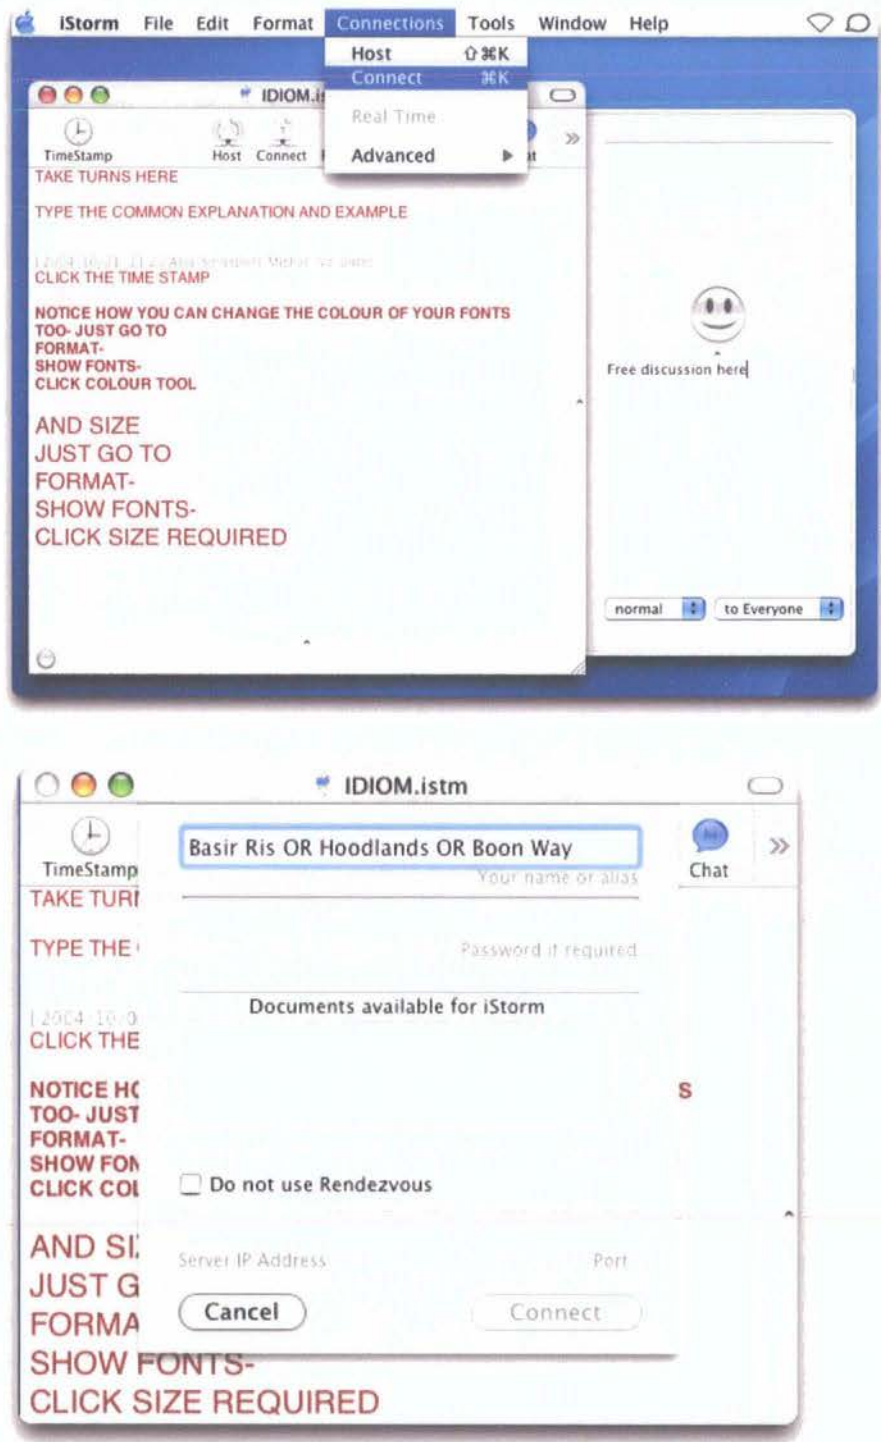 iStorm File Edit Format Connections Tools Window Help
Host ⇧⌘K
Connect ⌘K
Real Time
Advanced
IDIOM.is
TimeStamp Host Connect at
TAKE TURNS HERE
TYPE THE COMMON EXPLANATION AND EXAMPLE
CLICK THE TIME STAMP
NOTICE HOW YOU CAN CHANGE THE COLOUR OF YOUR FONTS
TOO- JUST GO TO
FORMAT-
SHOW FONTS-
CLICK COLOUR TOOL
AND SIZE
JUST GO TO
FORMAT-
SHOW FONTS-
CLICK SIZE REQUIRED
Free discussion here
normal to Everyone
IDIOM.istm
TimeStamp Chat
Basir Ris OR Hoodlands OR Boon Way
Your name or alias
Password if required
Documents available for iStorm
Do not use Rendezvous
Server IP Address Port
Cancel Connect
TAKE TURN
TYPE THE
CLICK THE
NOTICE HO S
TOO- JUST
FORMAT-
SHOW FON
CLICK COL
AND SI
JUST G
FORMA
SHOW FONTS-
CLICK SIZE REQUIRED